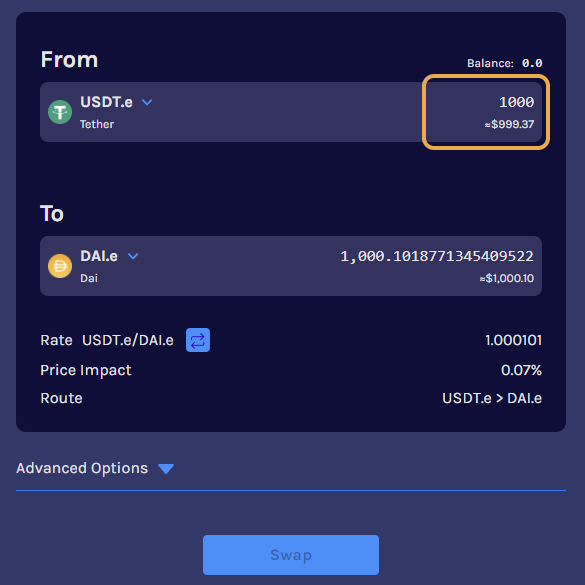 From
Balance: 0.0
USDT.e 1000
Tether ≈$999.37
To
DAI.e 1,000.1018771345409522
Dai ≈$1,000.10
Rate USDT.e/DAI.e 1.000101
Price Impact 0.07%
Route USDT.e > DAI.e
Advanced Options
Swap